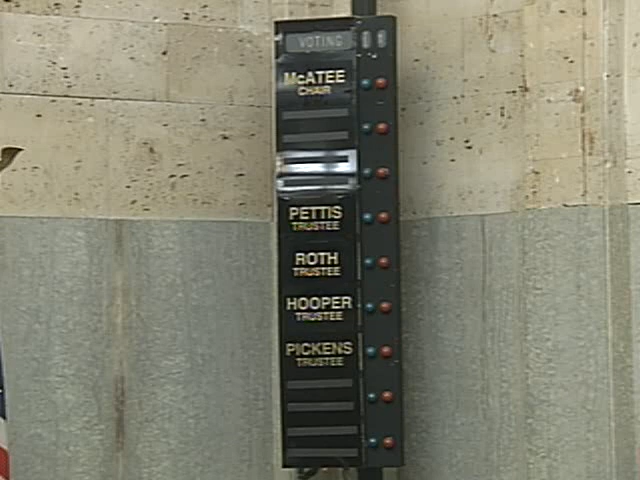 VOTING
McATEE
CHAIR
PETTIS
TRUSTEE
ROTH
TRUSTEE
HOOPER
TRUSTEE
PICKENS
TRUSTEE